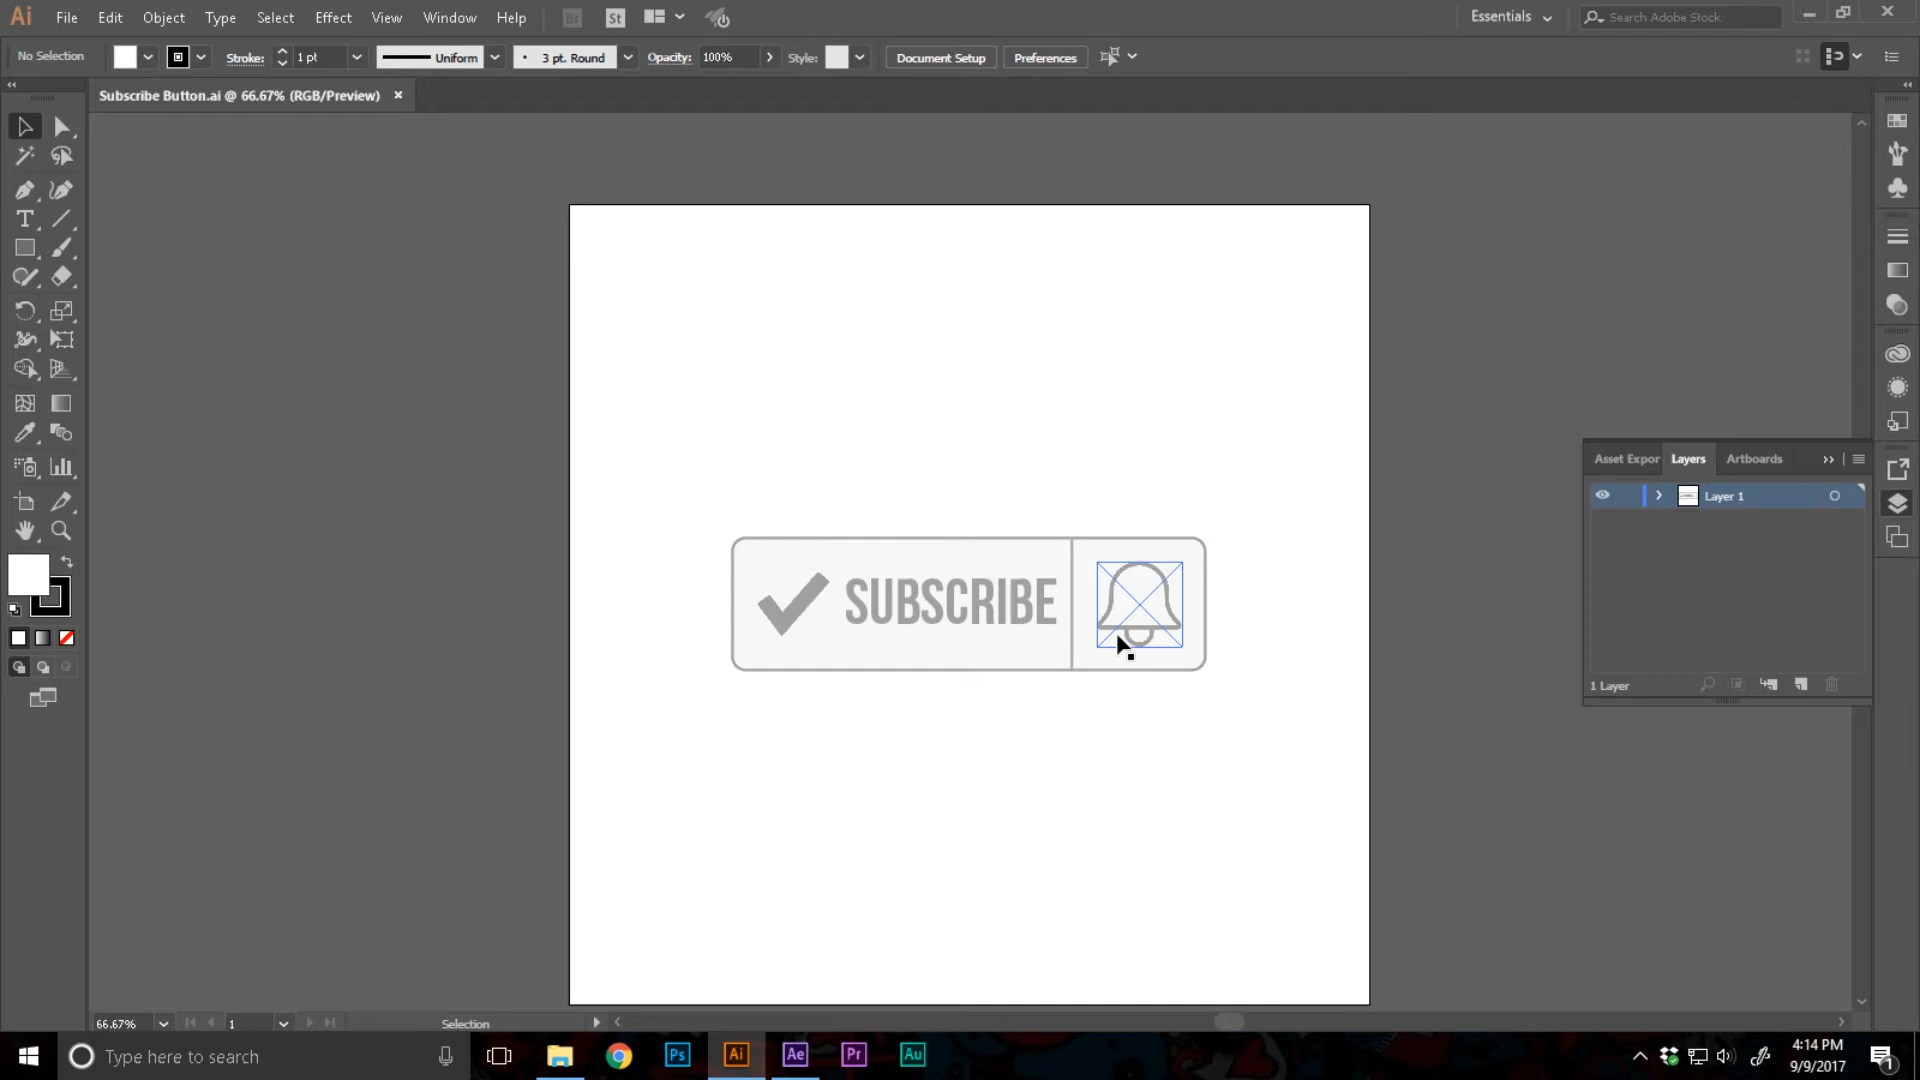 Ai File Edit Object Type Select Effect View Window Help Br St Essentials Search Adobe Stock
No Selection Stroke: 1 pt Uniform 3 pt. Round Opacity: 100% Style: Document Setup Preferences
Subscribe Button.ai @ 66.67% (RGB/Preview)
Asset Expor Layers Artboards
Layer 1
SUBSCRIBE
1 Layer
66.67% 1 Selection
Type here to search Ps Ai Ae Pr Au
4:14 PM
9/9/2017
1